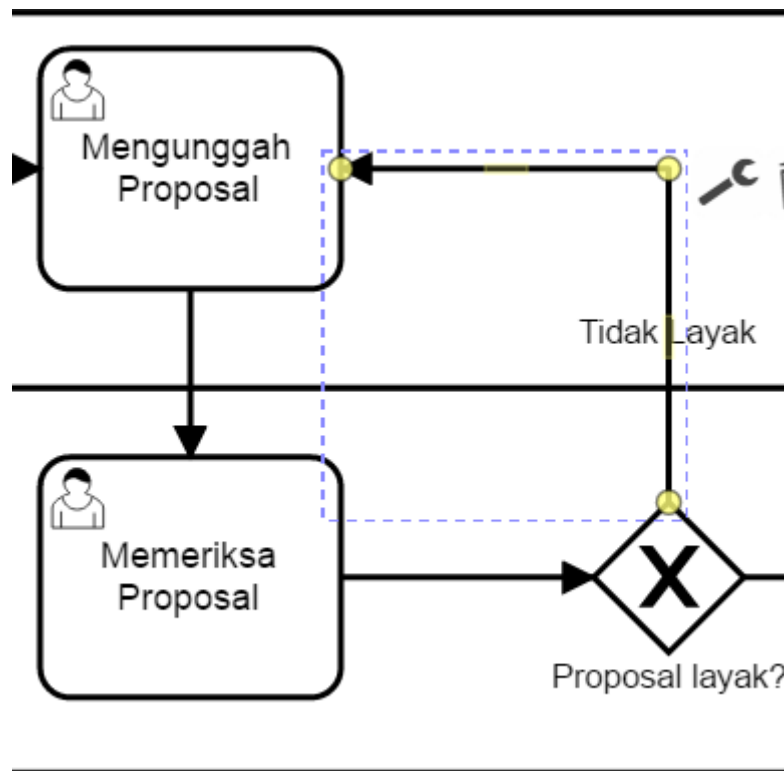 Mengunggah
Proposal
Tidak Layak
Memeriksa
Proposal
X
Proposal layak?